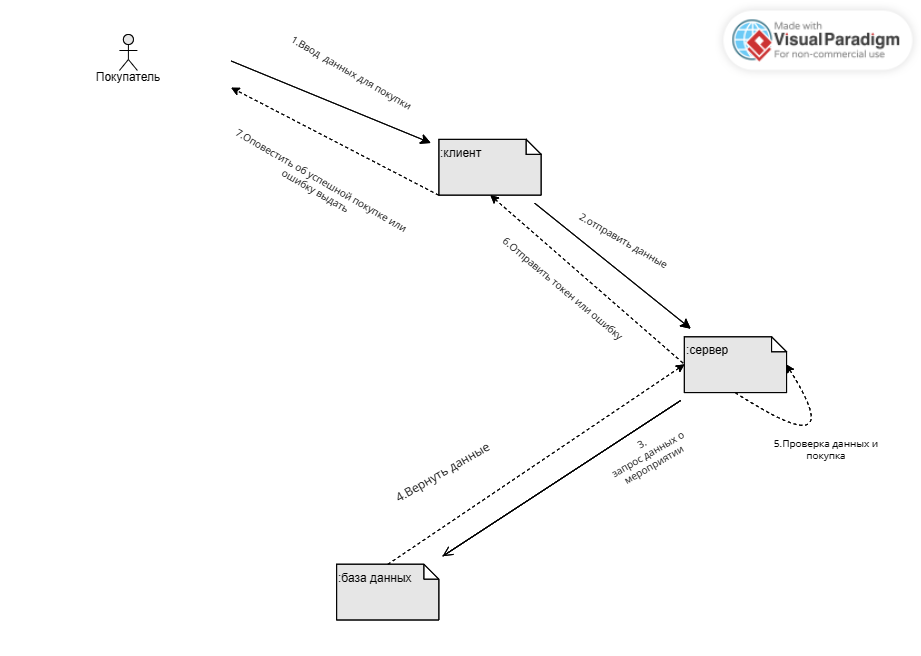 Made with
VisualParadigm
For non-commercial use
Покупатель
1.Ввод данных для покупки
:клиент
7.Оповестить об успешной покупке или
ошибку выдать
2.отправить данные
6.Отправить токен или ошибку
:сервер
5.Проверка данных и
покупка
3.
запрос данных о
мероприятии
4.Вернуть данные
:база данных